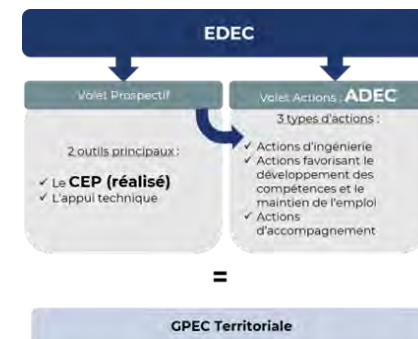 EDEC
Volet Prospectif
2 outils principaux :
✓ Le CEP (réalisé)
✓ L'appui technique
Volet Actions : ADEC
3 types d'actions :
✓ Actions d'ingénierie
✓ Actions favorisant le
développement des
compétences et le
maintien de l'emploi
✓ Actions
d'accompagnement
=
GPEC Territoriale